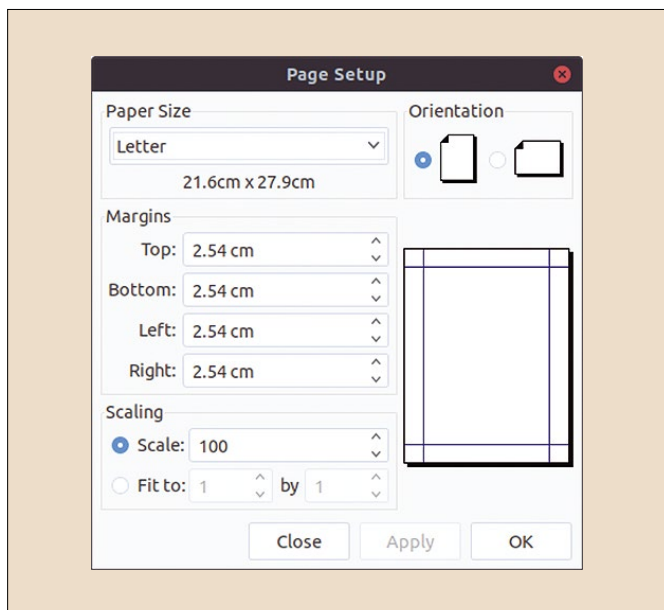 Page Setup
Paper Size
Letter
21.6cm x 27.9cm
Orientation
Margins
Top: 2.54 cm
Bottom: 2.54 cm
Left: 2.54 cm
Right: 2.54 cm
Scaling
Scale: 100
Fit to: 1 by 1
Close Apply OK